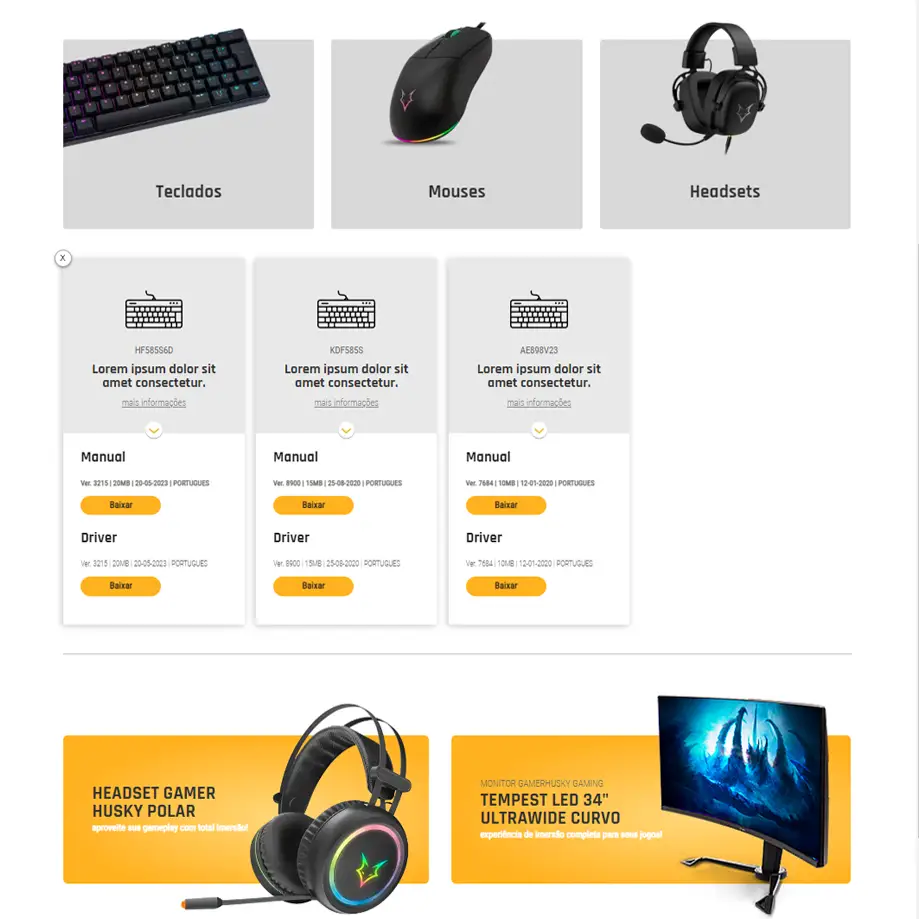 Teclados
Mouses
Headsets
X
HF585S6D
Lorem ipsum dolor sit
amet consectetur.
mais informações
Manual
Ver. 3215 | 20MB | 20-05-2023 | PORTUGUES
Baixar
Driver
Ver. 3215 | 20MB | 20-05-2023 | PORTUGUES
Baixar
KDF585S
Lorem ipsum dolor sit
amet consectetur.
mais informações
Manual
Ver. 8900 | 15MB | 25-08-2020 | PORTUGUES
Baixar
Driver
Ver. 8900 | 15MB | 25-08-2020 | PORTUGUES
Baixar
AE898V23
Lorem ipsum dolor sit
amet consectetur.
mais informações
Manual
Ver. 7684 | 10MB | 12-01-2020 | PORTUGUES
Baixar
Driver
Ver. 7684 | 10MB | 12-01-2020 | PORTUGUES
Baixar
HEADSET GAMER
HUSKY POLAR
aproveite sua gameplay com total imersão!
MONITOR GAMERHUSKY GAMING
TEMPEST LED 34"
ULTRAWIDE CURVO
experiência de imersão completa para seus jogos!